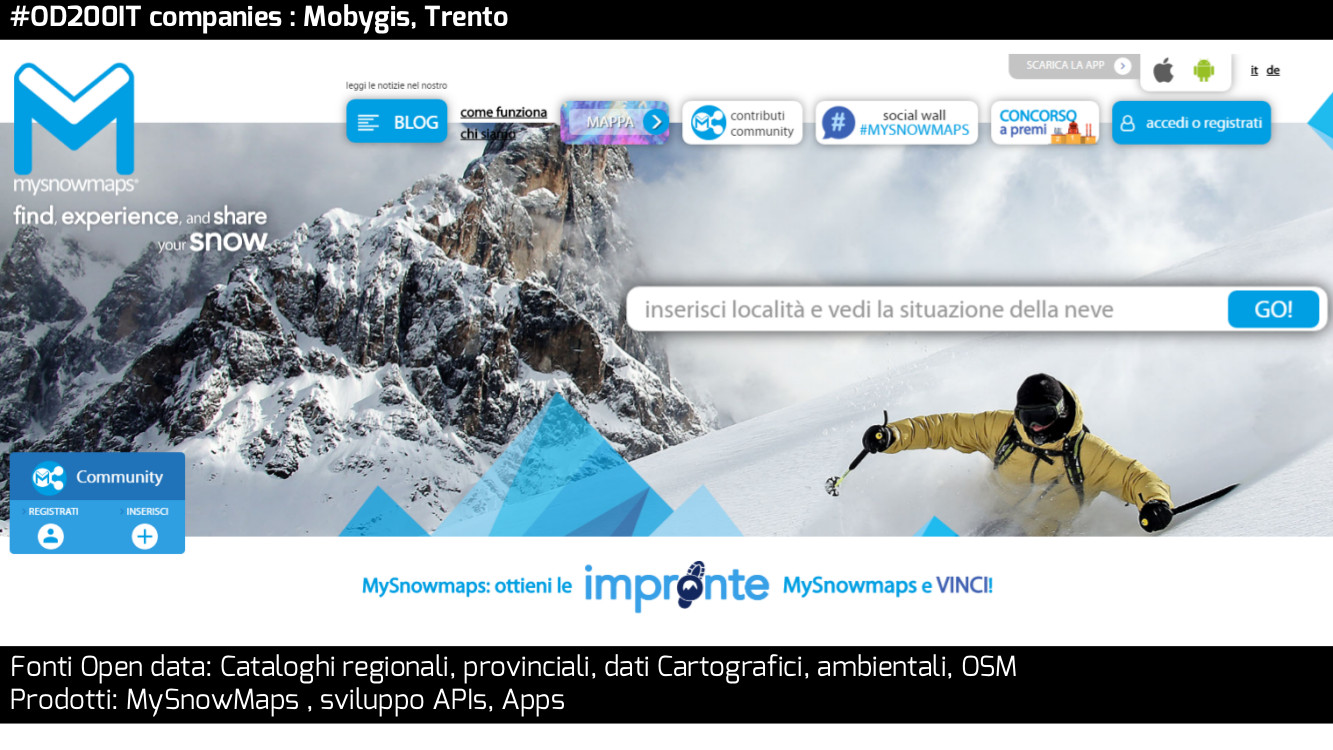 #OD200IT companies : Mobygis, Trento
SCARICA LA APP
it de
leggi le notizie nel nostro
BLOG
come funziona
chi siamo
MAPPA
contributi
community
#
social wall
#MYSNOWMAPS
CONCORSO
a premi
accedi o registrati
mysnowmaps®
find, experience, and share
your snow
inserisci località e vedi la situazione della neve
GO!
Community
REGISTRATI
INSERISCI
MySnowmaps: ottieni le impronte MySnowmaps e VINCI!
Fonti Open data: Cataloghi regionali, provinciali, dati Cartografici, ambientali, OSM
Prodotti: MySnowMaps , sviluppo APIs, Apps